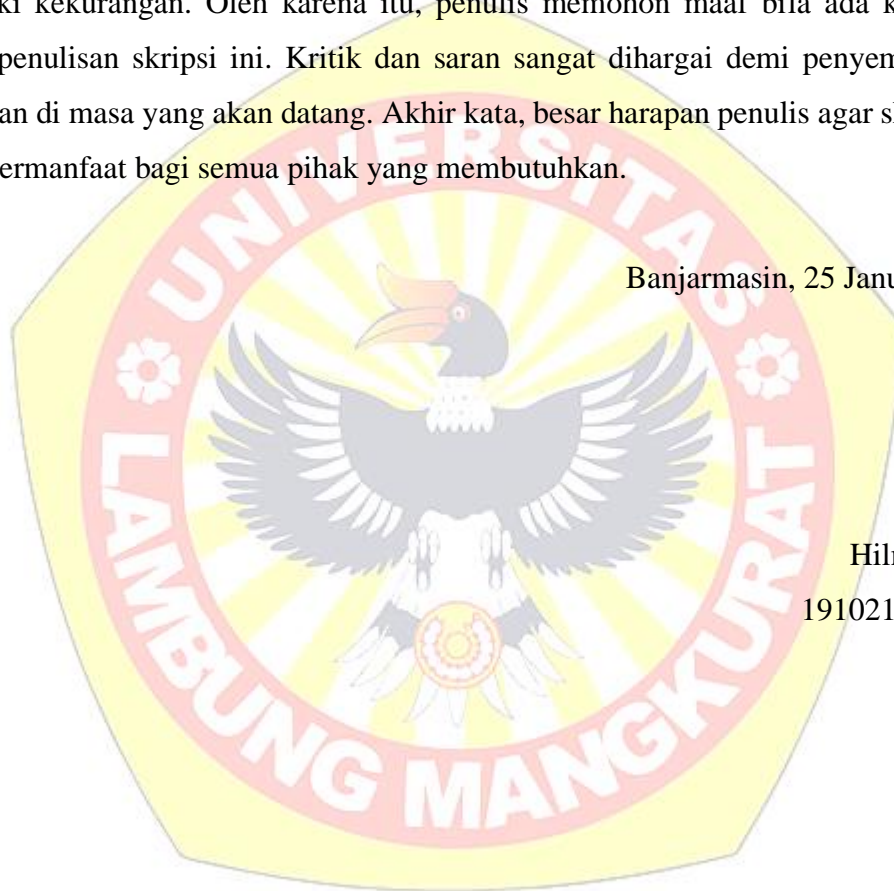 ki kekurangan. Oleh karena itu, penulis memohon maaf bila ada k
penulisan skripsi ini. Kritik dan saran sangat dihargai demi penyem
an di masa yang akan datang. Akhir kata, besar harapan penulis agar s
ermanfaat bagi semua pihak yang membutuhkan.
UNIVERSITAS
Banjarmasin, 25 Janu
LAMBUNG MANGKURAT
Hil
191021